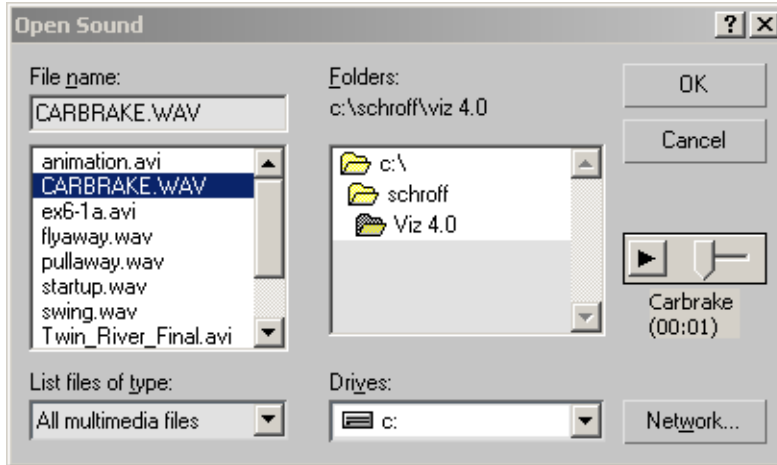 Open Sound
File name:
CARBRAKE.WAV
animation.avi
CARBRAKE.WAV
ex6-1a.avi
flyaway.wav
pullaway.wav
startup.wav
swing.wav
Twin_River_Final.avi
List files of type:
All multimedia files
Folders:
c:\schroff\viz 4.0
c:\
schroff
Viz 4.0
Drives:
c:
OK
Cancel
Carbrake
(00:01)
Network...